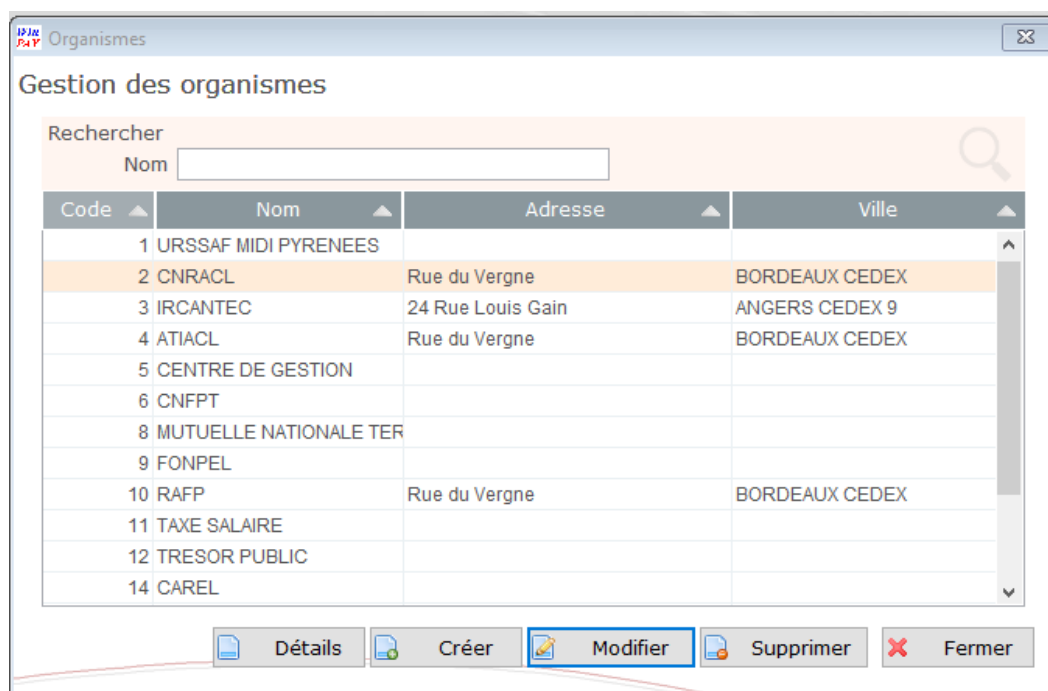 Organismes
Gestion des organismes
Rechercher
Nom
Code Nom Adresse Ville
1 URSSAF MIDI PYRENEES
2 CNRACL Rue du Vergne BORDEAUX CEDEX
3 IRCANTEC 24 Rue Louis Gain ANGERS CEDEX 9
4 ATIACL Rue du Vergne BORDEAUX CEDEX
5 CENTRE DE GESTION
6 CNFPT
8 MUTUELLE NATIONALE TER
9 FONPEL
10 RAFP Rue du Vergne BORDEAUX CEDEX
11 TAXE SALAIRE
12 TRESOR PUBLIC
14 CAREL
Détails Créer Modifier Supprimer Fermer